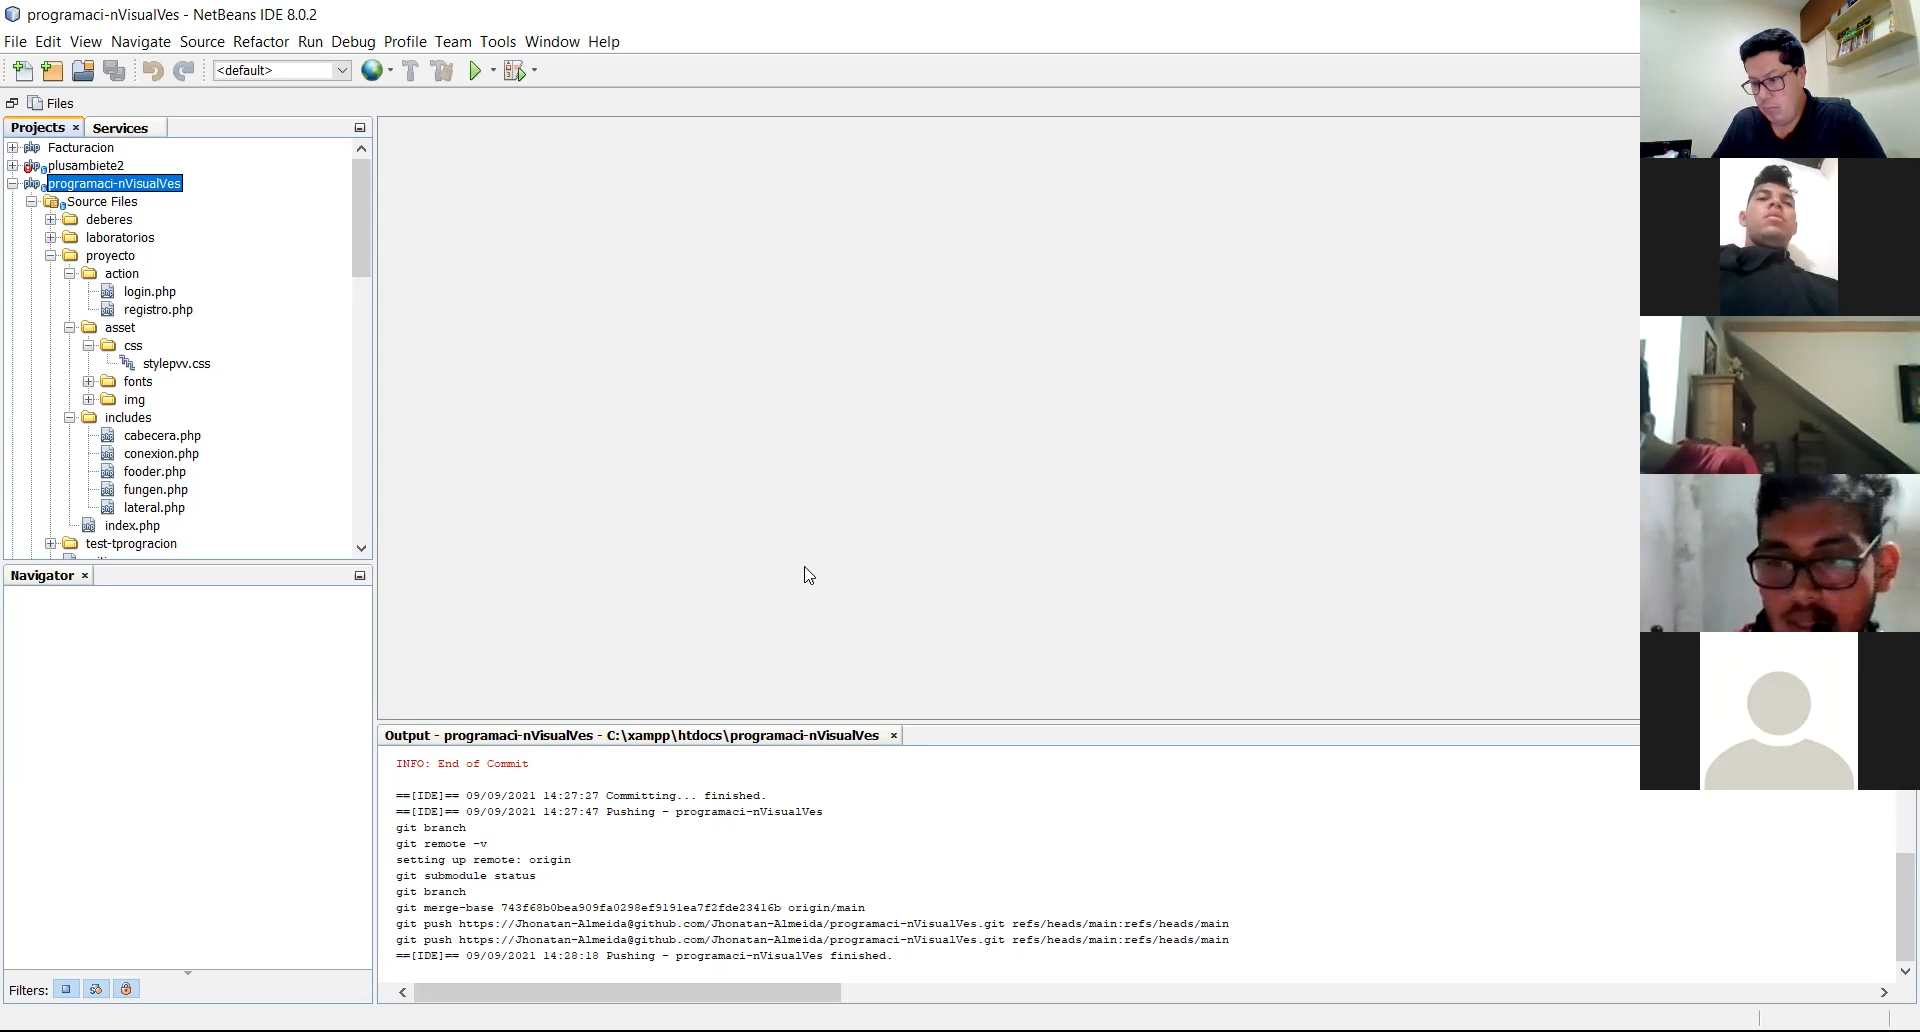 programaci-nVisualVes - NetBeans IDE 8.0.2
File Edit View Navigate Source Refactor Run Debug Profile Team Tools Window Help
<default>
Files
Projects × Services
Facturacion
plusambiete2
programaci-nVisualVes
Source Files
deberes
laboratorios
proyecto
action
login.php
registro.php
asset
css
stylepvv.css
fonts
img
includes
cabecera.php
conexion.php
fooder.php
fungen.php
lateral.php
index.php
test-tprogracion
Navigator ×
Filters:
Output - programaci-nVisualVes - C:\xampp\htdocs\programaci-nVisualVes ×
INFO: End of Commit
==[IDE]== 09/09/2021 14:27:27 Committing... finished.
==[IDE]== 09/09/2021 14:27:47 Pushing - programaci-nVisualVes
git branch
git remote -v
setting up remote: origin
git submodule status
git branch
git merge-base 743f68b0bea909fa0298ef9191ea7f2fde23416b origin/main
git push https://Jhonatan-Almeida@github.com/Jhonatan-Almeida/programaci-nVisualVes.git refs/heads/main:refs/heads/main
git push https://Jhonatan-Almeida@github.com/Jhonatan-Almeida/programaci-nVisualVes.git refs/heads/main:refs/heads/main
==[IDE]== 09/09/2021 14:28:18 Pushing - programaci-nVisualVes finished.